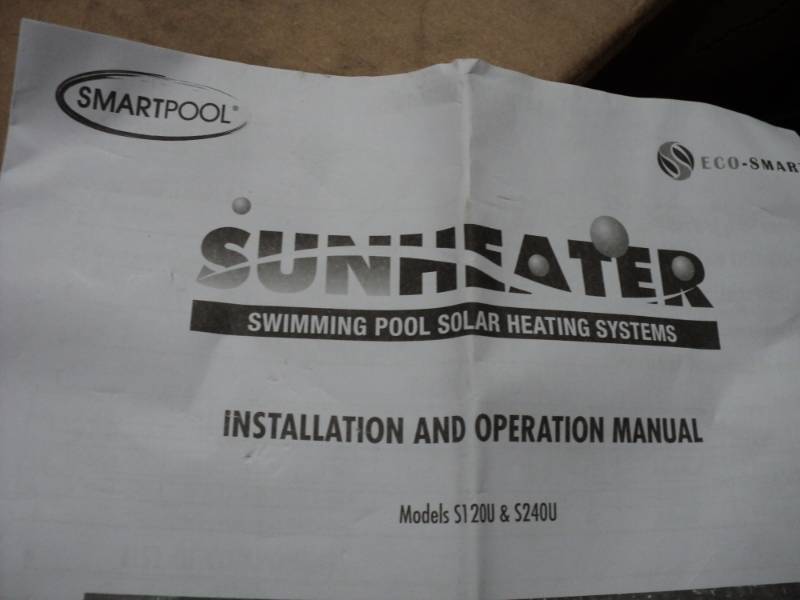 SMARTPOOL®
ECO-SMAR
SUNHEATER
SWIMMING POOL SOLAR HEATING SYSTEMS
INSTALLATION AND OPERATION MANUAL
Models S120U & S240U